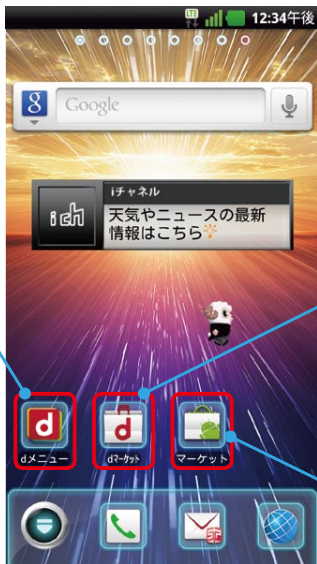 LTE 12:34午後
8 Google
iチャネル
ich 天気やニュースの最新
情報はこちら
d d
dメニュー dマーケット マーケット